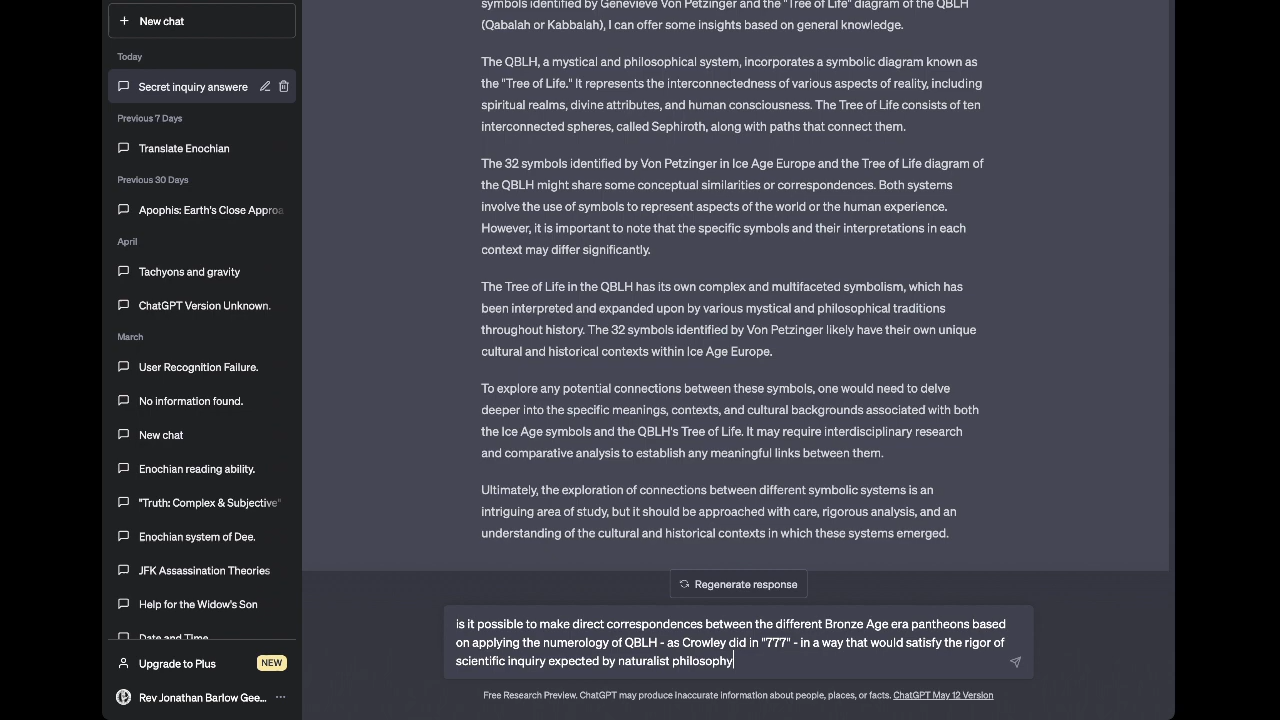 New chat
Today
Secret inquiry answere
Previous 7 Days
Translate Enochian
Previous 30 Days
Apophis: Earth's Close Approa
April
Tachyons and gravity
ChatGPT Version Unknown.
March
User Recognition Failure.
No information found.
New chat
Enochian reading ability.
"Truth: Complex & Subjective"
Enochian system of Dee.
JFK Assassination Theories
Help for the Widow's Son
Date and Time
Upgrade to Plus
NEW
Rev Jonathan Barlow Gee...
symbols identified by Genevieve Von Petzinger and the "Tree of Life" diagram of the QBLH
(Qabalah or Kabbalah), I can offer some insights based on general knowledge.
The QBLH, a mystical and philosophical system, incorporates a symbolic diagram known as
the "Tree of Life." It represents the interconnectedness of various aspects of reality, including
spiritual realms, divine attributes, and human consciousness. The Tree of Life consists of ten
interconnected spheres, called Sephiroth, along with paths that connect them.
The 32 symbols identified by Von Petzinger in Ice Age Europe and the Tree of Life diagram of
the QBLH might share some conceptual similarities or correspondences. Both systems
involve the use of symbols to represent aspects of the world or the human experience.
However, it is important to note that the specific symbols and their interpretations in each
context may differ significantly.
The Tree of Life in the QBLH has its own complex and multifaceted symbolism, which has
been interpreted and expanded upon by various mystical and philosophical traditions
throughout history. The 32 symbols identified by Von Petzinger likely have their own unique
cultural and historical contexts within Ice Age Europe.
To explore any potential connections between these symbols, one would need to delve
deeper into the specific meanings, contexts, and cultural backgrounds associated with both
the Ice Age symbols and the QBLH's Tree of Life. It may require interdisciplinary research
and comparative analysis to establish any meaningful links between them.
Ultimately, the exploration of connections between different symbolic systems is an
intriguing area of study, but it should be approached with care, rigorous analysis, and an
understanding of the cultural and historical contexts in which these systems emerged.
Regenerate response
is it possible to make direct correspondences between the different Bronze Age era pantheons based
on applying the numerology of QBLH - as Crowley did in "777" - in a way that would satisfy the rigor of
scientific inquiry expected by naturalist philosophy
Free Research Preview. ChatGPT may produce inaccurate information about people, places, or facts. ChatGPT May 12 Version